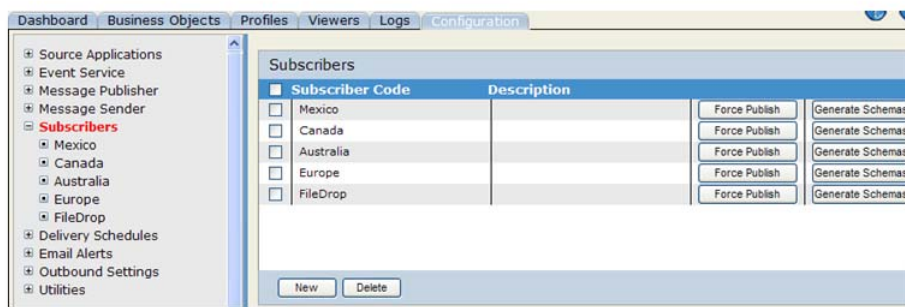 Dashboard Business Objects Profiles Viewers Logs Configuration
Source Applications
Event Service
Message Publisher
Message Sender
Subscribers
Mexico
Canada
Australia
Europe
FileDrop
Delivery Schedules
Email Alerts
Outbound Settings
Utilities
Subscribers
Subscriber Code Description
Mexico Force Publish Generate Schemas
Canada Force Publish Generate Schemas
Australia Force Publish Generate Schemas
Europe Force Publish Generate Schemas
FileDrop Force Publish Generate Schemas
New Delete